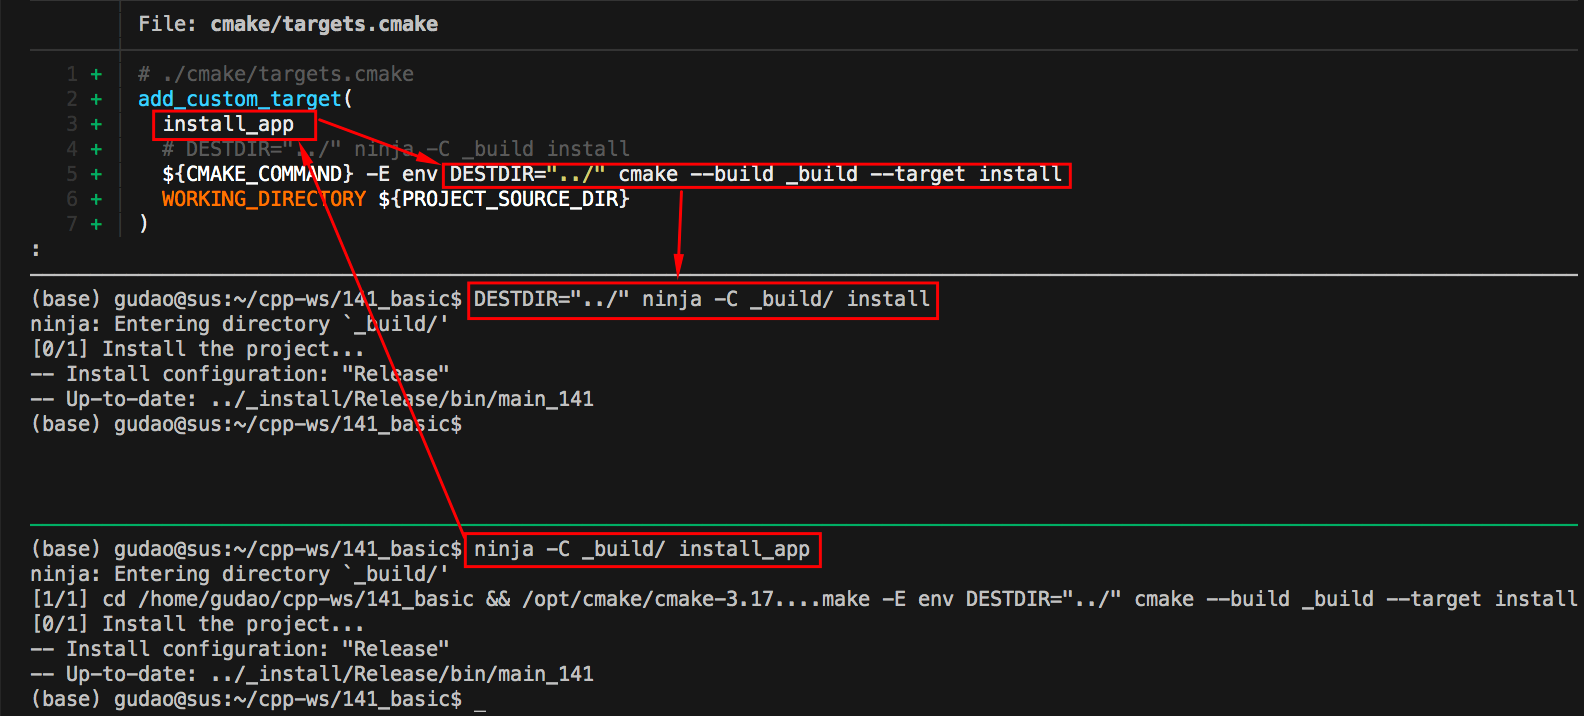 File: cmake/targets.cmake
1 + # ./cmake/targets.cmake
2 + add_custom_target(
3 + install_app
4 + # DESTDIR="../" ninja -C _build install
5 + ${CMAKE_COMMAND} -E env DESTDIR="../" cmake --build _build --target install
6 + WORKING_DIRECTORY ${PROJECT_SOURCE_DIR}
7 + )
:
(base) gudao@sus:~/cpp-ws/141_basic$ DESTDIR="../" ninja -C _build/ install
ninja: Entering directory `_build/'
[0/1] Install the project...
-- Install configuration: "Release"
-- Up-to-date: ../_install/Release/bin/main_141
(base) gudao@sus:~/cpp-ws/141_basic$
(base) gudao@sus:~/cpp-ws/141_basic$ ninja -C _build/ install_app
ninja: Entering directory `_build/'
[1/1] cd /home/gudao/cpp-ws/141_basic && /opt/cmake/cmake-3.17....make -E env DESTDIR="../" cmake --build _build --target install
[0/1] Install the project...
-- Install configuration: "Release"
-- Up-to-date: ../_install/Release/bin/main_141
(base) gudao@sus:~/cpp-ws/141_basic$ _